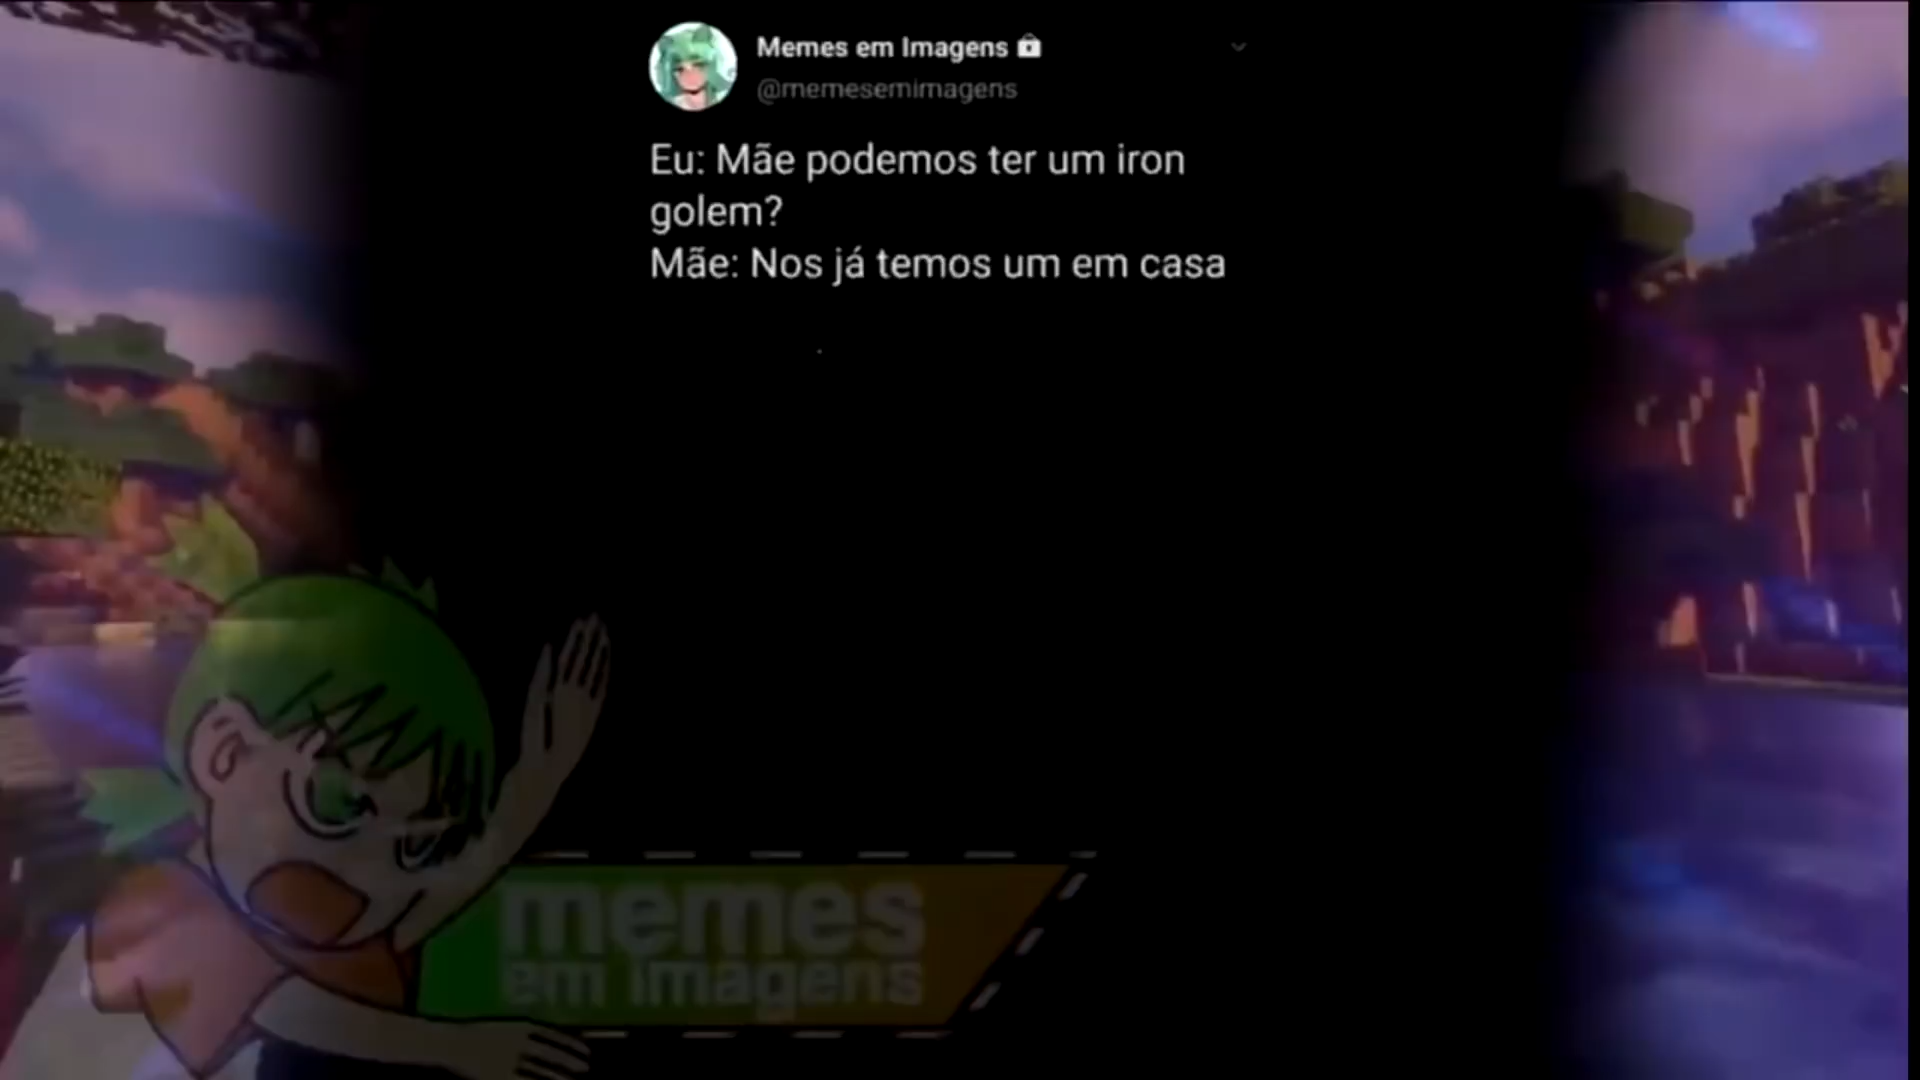 Memes em Imagens
@memesemimagens
Eu: Mãe podemos ter um iron
golem?
Mãe: Nos já temos um em casa
memes
em imagens